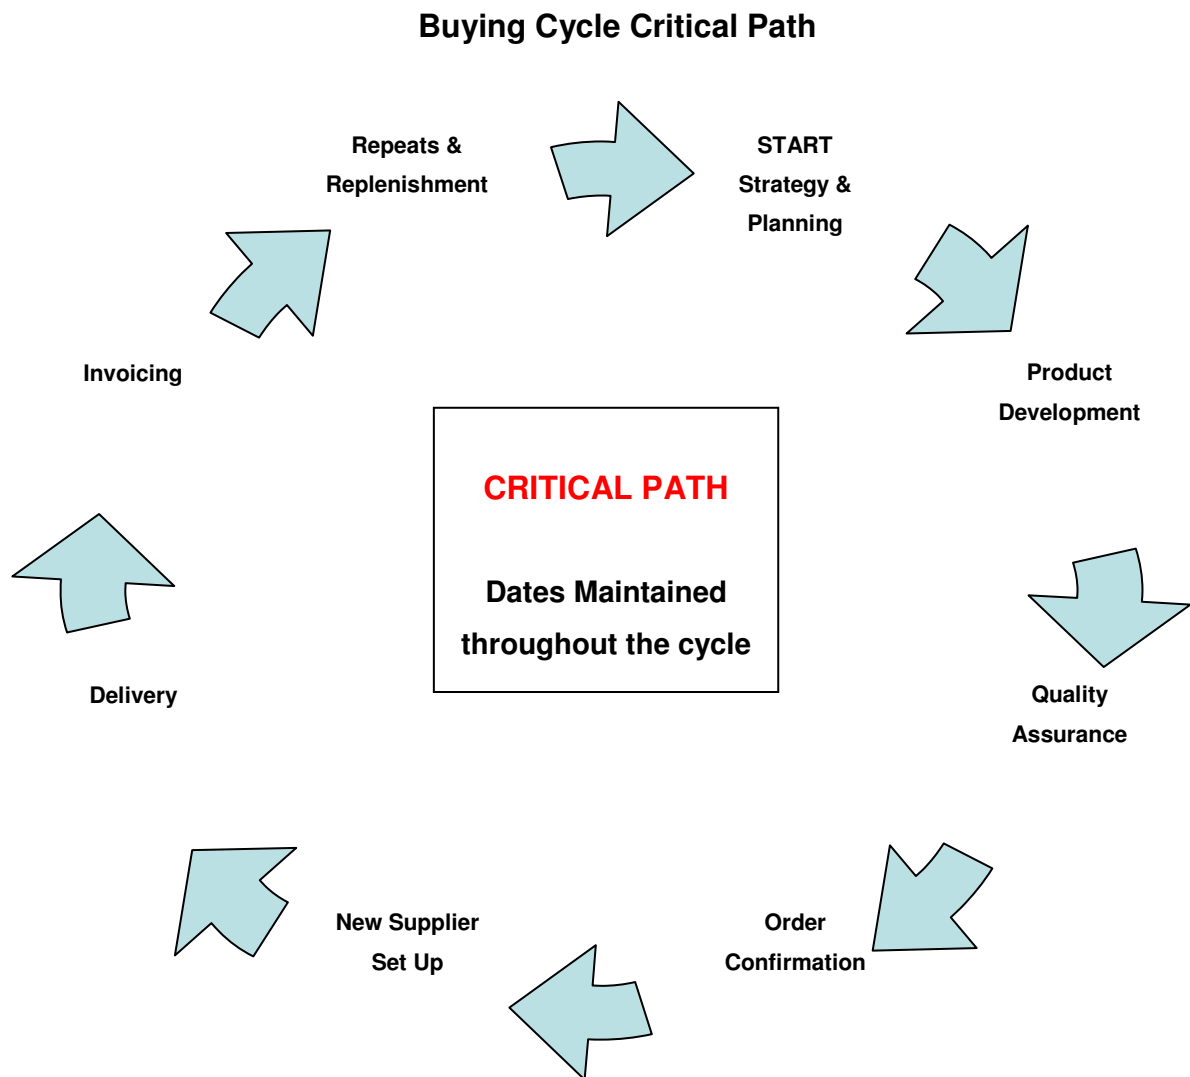 Buying Cycle Critical Path
START
Strategy &
Planning
Product
Development
Quality
Assurance
Order
Confirmation
New Supplier
Set Up
Delivery
Invoicing
Repeats &
Replenishment
CRITICAL PATH
Dates Maintained
throughout the cycle